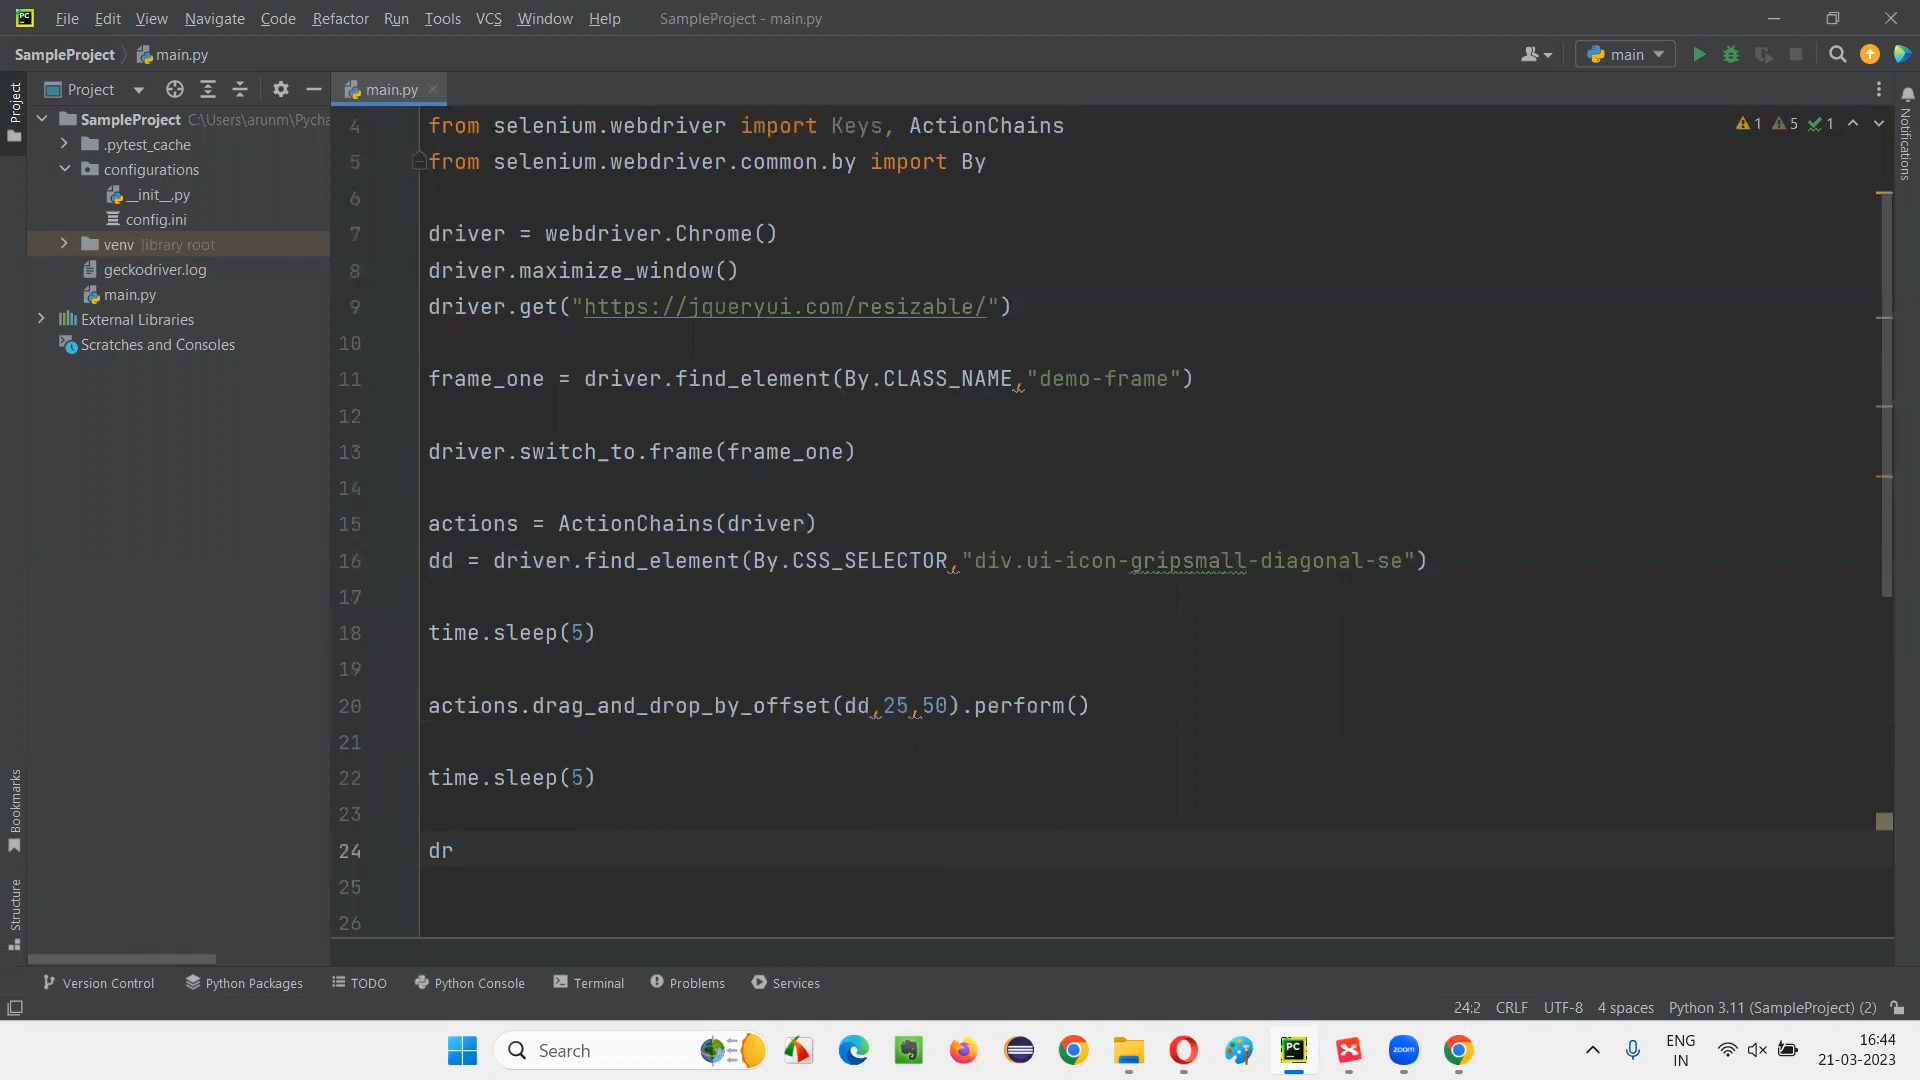 File Edit View Navigate Code Refactor Run Tools VCS Window Help SampleProject - main.py
SampleProject main.py main
Project main.py
SampleProject C:\Users\arunm\Pycha
.pytest_cache
configurations
__init__.py
config.ini
venv library root
geckodriver.log
main.py
External Libraries
Scratches and Consoles
Project
Bookmarks
Structure
Notifications
1 5 1
4 from selenium.webdriver import Keys, ActionChains
5 from selenium.webdriver.common.by import By
6
7 driver = webdriver.Chrome()
8 driver.maximize_window()
9 driver.get("https://jqueryui.com/resizable/")
10
11 frame_one = driver.find_element(By.CLASS_NAME,"demo-frame")
12
13 driver.switch_to.frame(frame_one)
14
15 actions = ActionChains(driver)
16 dd = driver.find_element(By.CSS_SELECTOR,"div.ui-icon-gripsmall-diagonal-se")
17
18 time.sleep(5)
19
20 actions.drag_and_drop_by_offset(dd,25,50).perform()
21
22 time.sleep(5)
23
24 dr
25
26
Version Control Python Packages TODO Python Console Terminal Problems Services
24:2 CRLF UTF-8 4 spaces Python 3.11 (SampleProject) (2)
Search
zoom
ENG
IN
16:44
21-03-2023